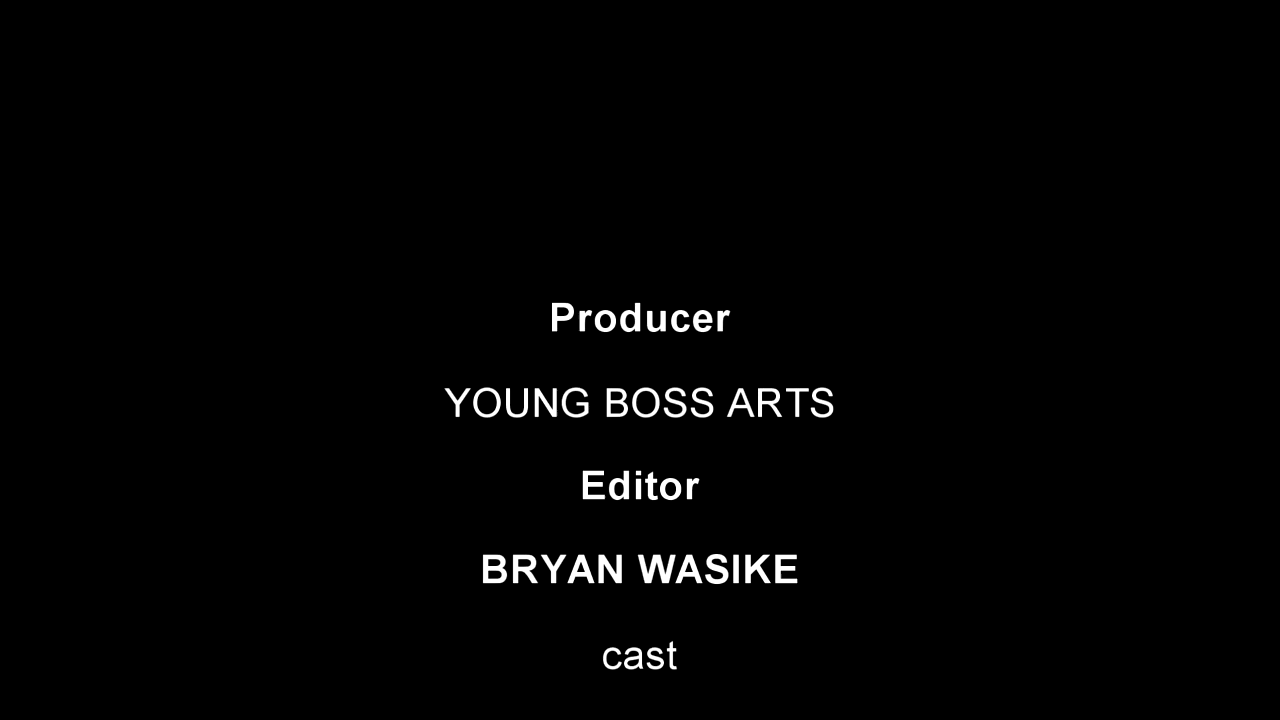 Producer
YOUNG BOSS ARTS
Editor
BRYAN WASIKE
cast